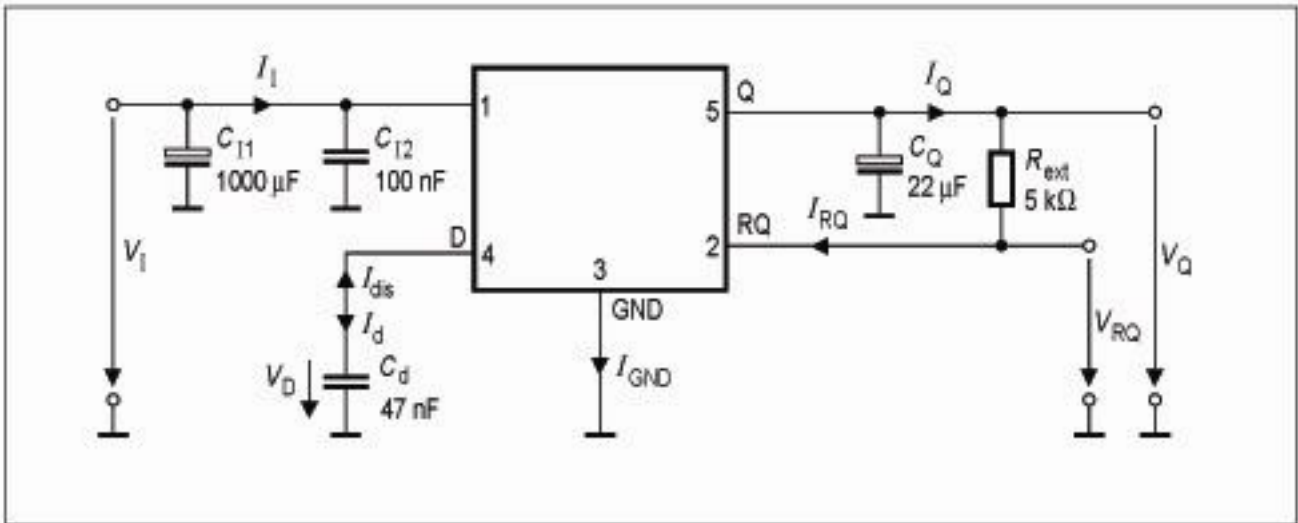 I_I
1
C_I1
1000 µF
C_I2
100 nF
V_I
D
4
I_dis
I_d
V_D
C_d
47 nF
3
GND
I_GND
Q
5
I_Q
C_Q
22 µF
R_ext
5 kΩ
I_RQ
RQ
2
V_RQ
V_Q